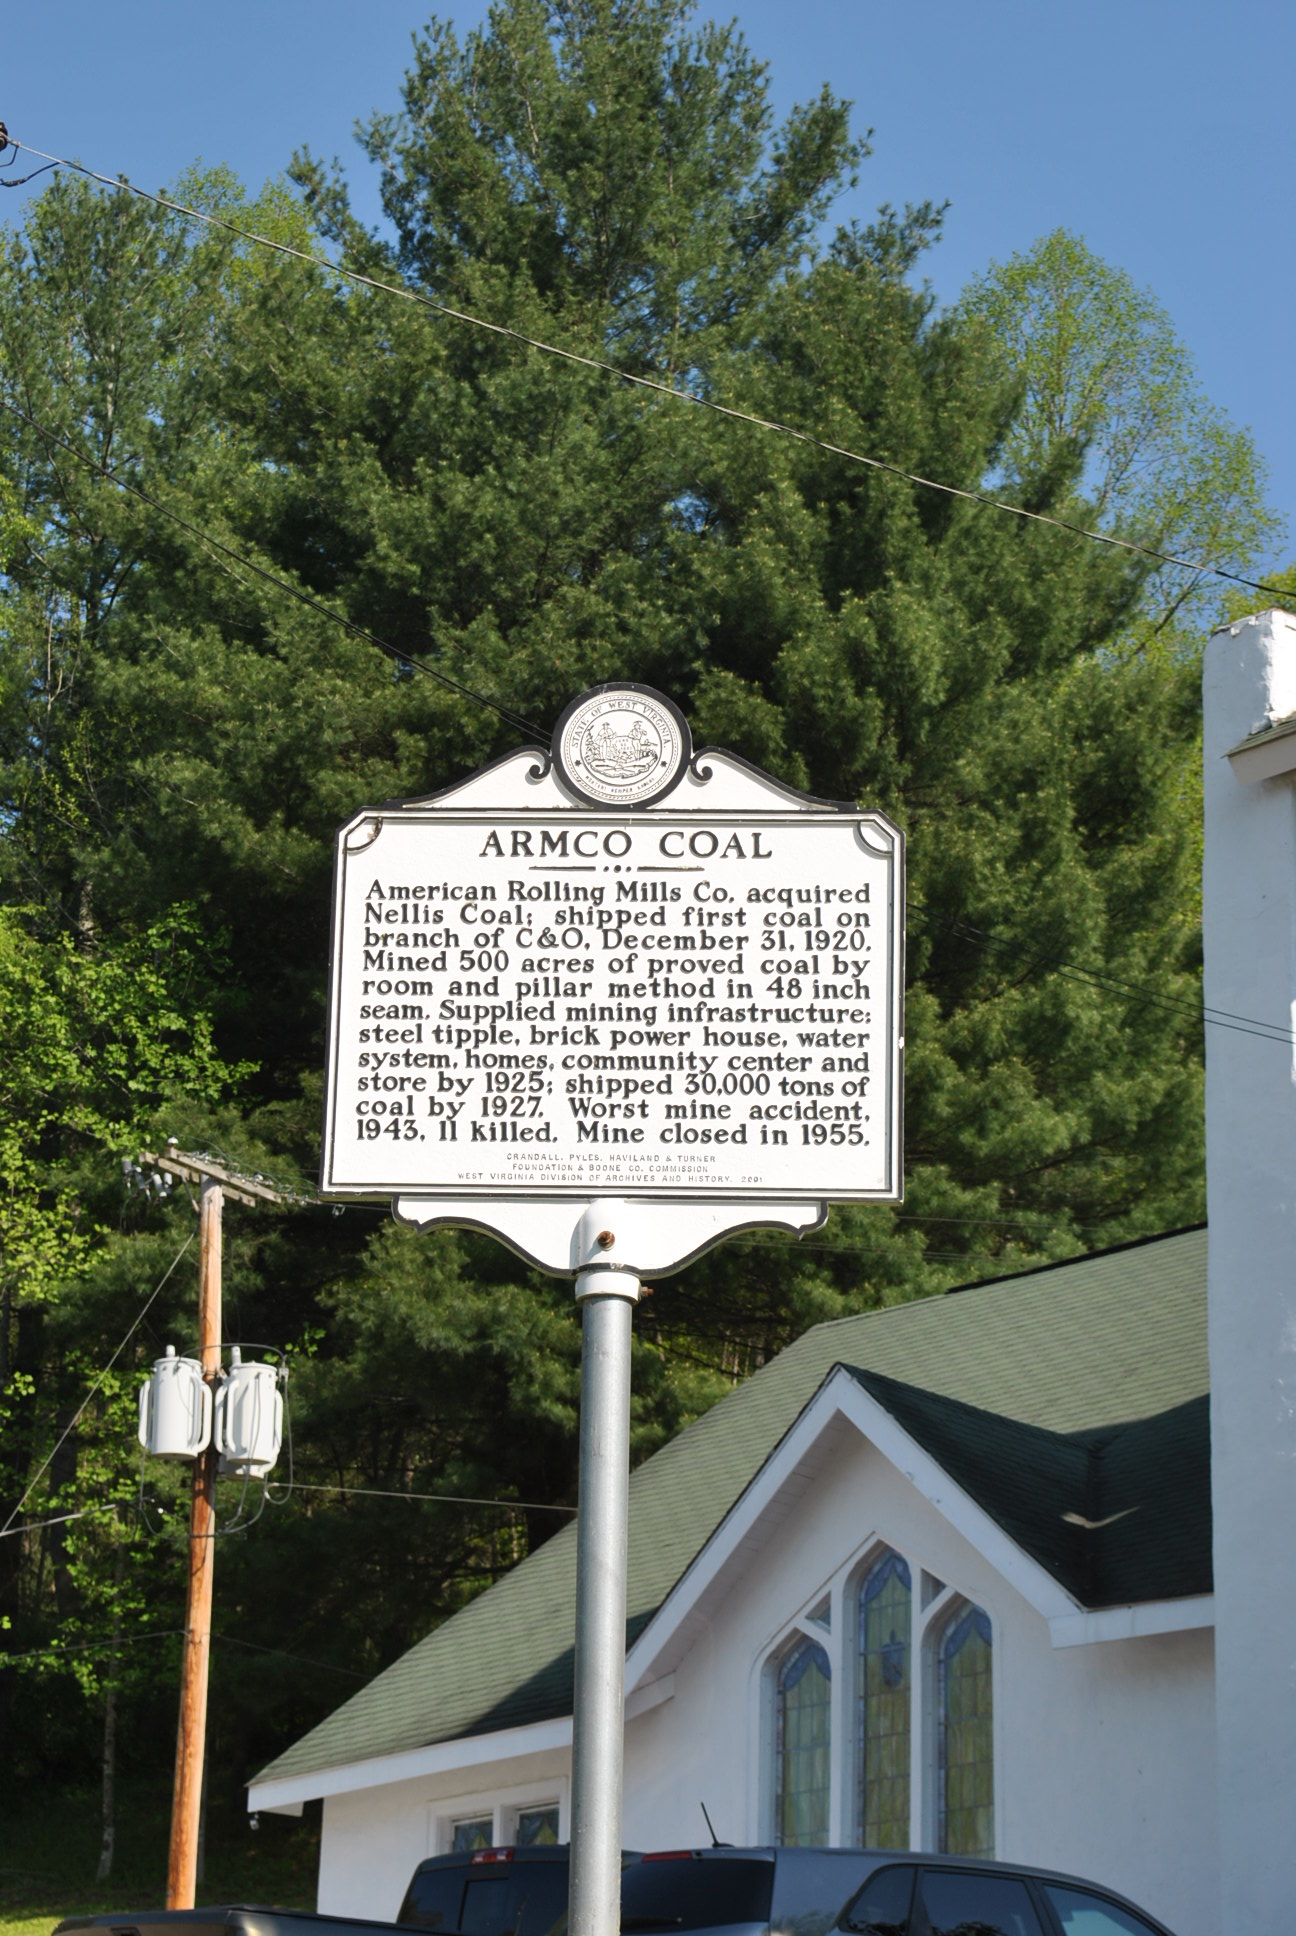 STATE OF WEST VIRGINIA
ARMCO COAL
American Rolling Mills Co. acquired
Nellis Coal; shipped first coal on
branch of C&O, December 31, 1920.
Mined 500 acres of proved coal by
room and pillar method in 48 inch
seam. Supplied mining infrastructure:
steel tipple, brick power house, water
system, homes, community center and
store by 1925; shipped 30,000 tons of
coal by 1927. Worst mine accident,
1943, 11 killed. Mine closed in 1955.
CRANDALL, PYLES, HAVILAND & TURNER
FOUNDATION & BOONE CO. COMMISSION
WEST VIRGINIA DIVISION OF ARCHIVES AND HISTORY, 2001